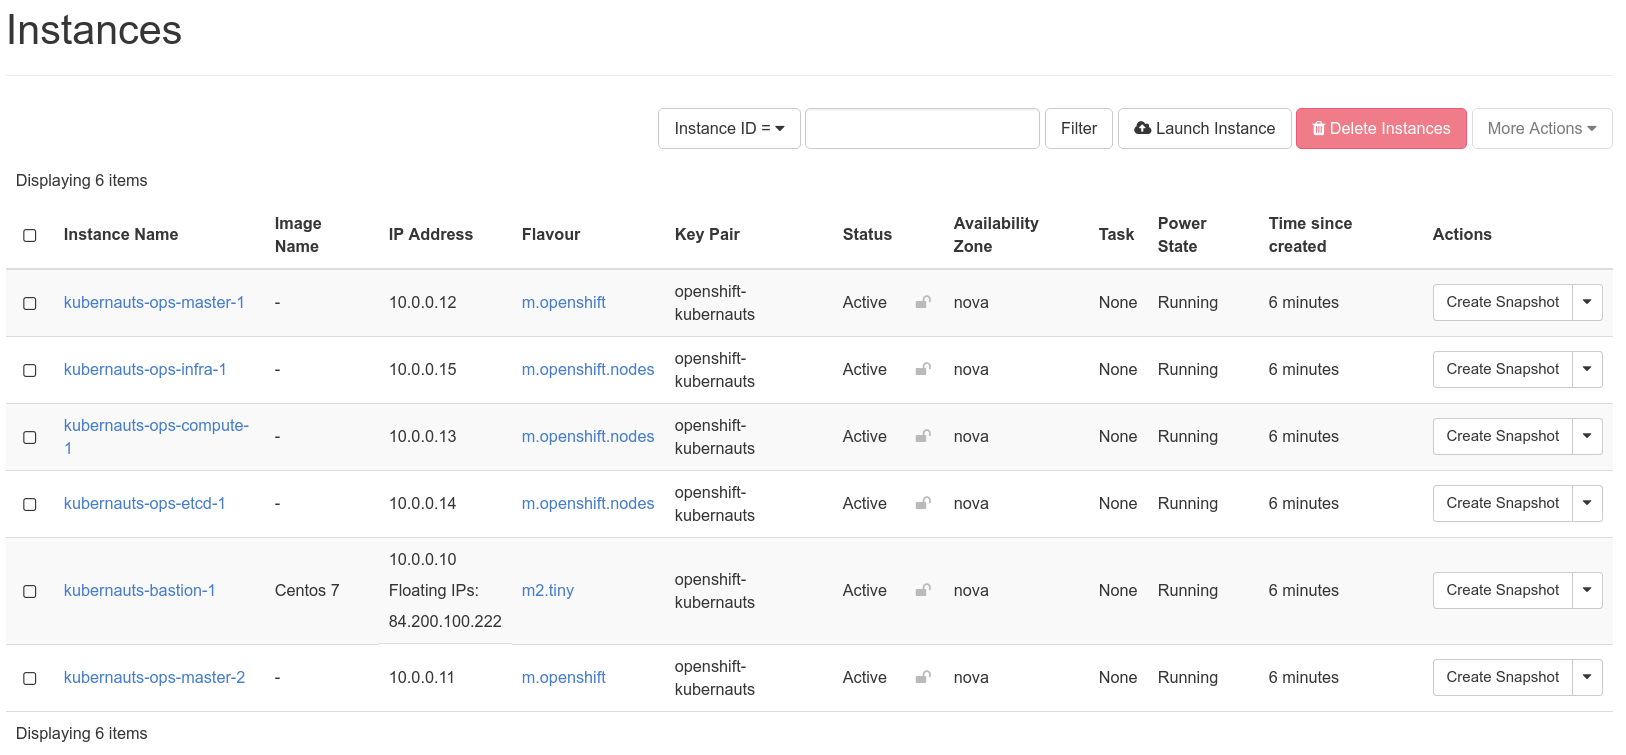 Instances
Instance ID = Filter Launch Instance Delete Instances More Actions
Displaying 6 items
Instance Name Image Name IP Address Flavour Key Pair Status Availability Zone Task Power State Time since created Actions
kubernauts-ops-master-1 - 10.0.0.12 m.openshift openshift-kubernauts Active nova None Running 6 minutes Create Snapshot
kubernauts-ops-infra-1 - 10.0.0.15 m.openshift.nodes openshift-kubernauts Active nova None Running 6 minutes Create Snapshot
kubernauts-ops-compute-1 - 10.0.0.13 m.openshift.nodes openshift-kubernauts Active nova None Running 6 minutes Create Snapshot
kubernauts-ops-etcd-1 - 10.0.0.14 m.openshift.nodes openshift-kubernauts Active nova None Running 6 minutes Create Snapshot
kubernauts-bastion-1 Centos 7 10.0.0.10 Floating IPs: 84.200.100.222 m2.tiny openshift-kubernauts Active nova None Running 6 minutes Create Snapshot
kubernauts-ops-master-2 - 10.0.0.11 m.openshift openshift-kubernauts Active nova None Running 6 minutes Create Snapshot
Displaying 6 items